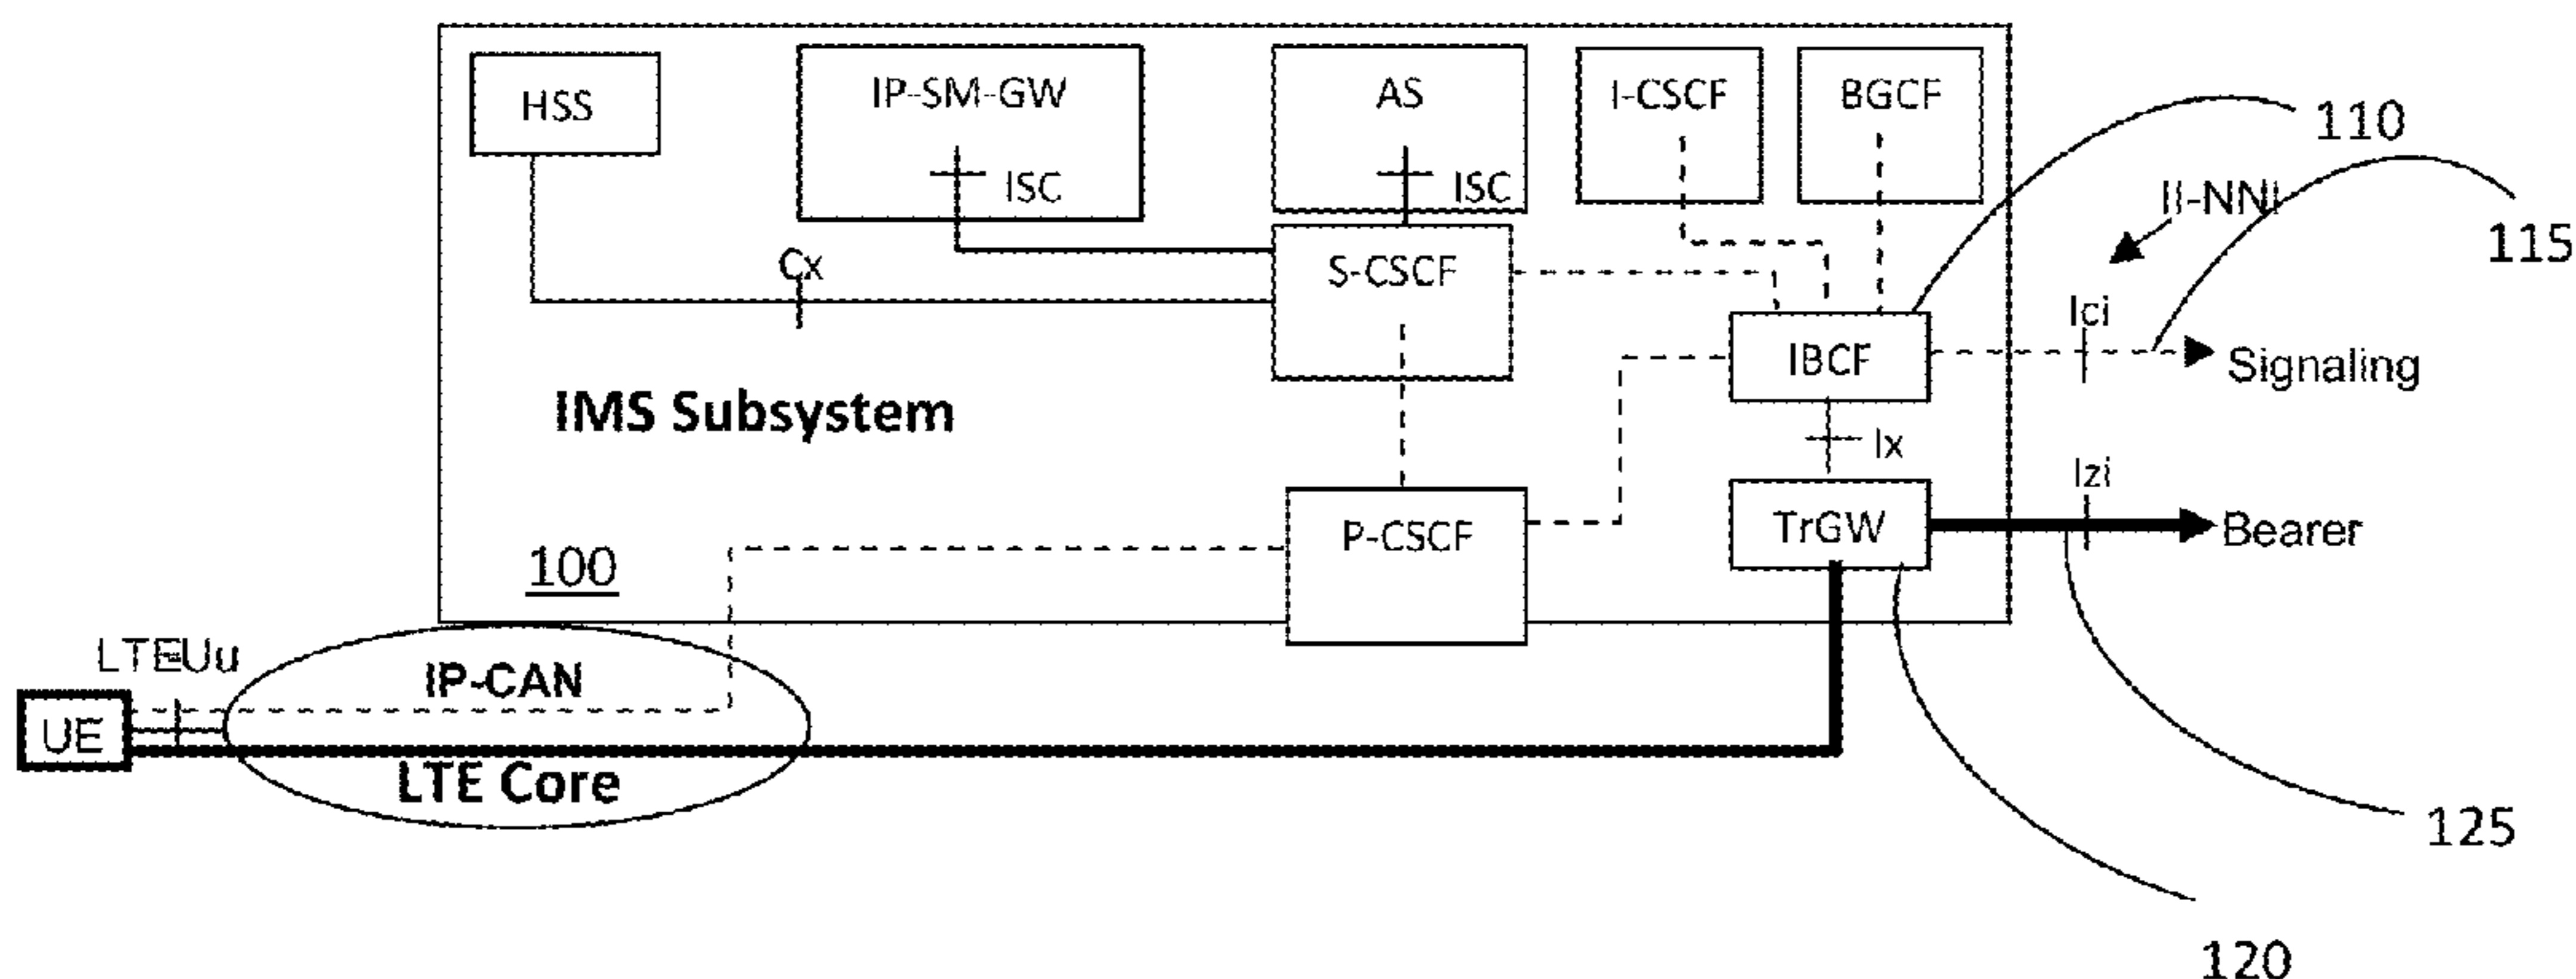 HSS
IP-SM-GW
AS
I-CSCF
BGCF
110
ISC
ISC
II-NNI
115
Cx
S-CSCF
Ici
IBCF
Signaling
IMS Subsystem
Ix
Izi
P-CSCF
TrGW
Bearer
100
LTEUu
IP-CAN
UE
LTE Core
125
120